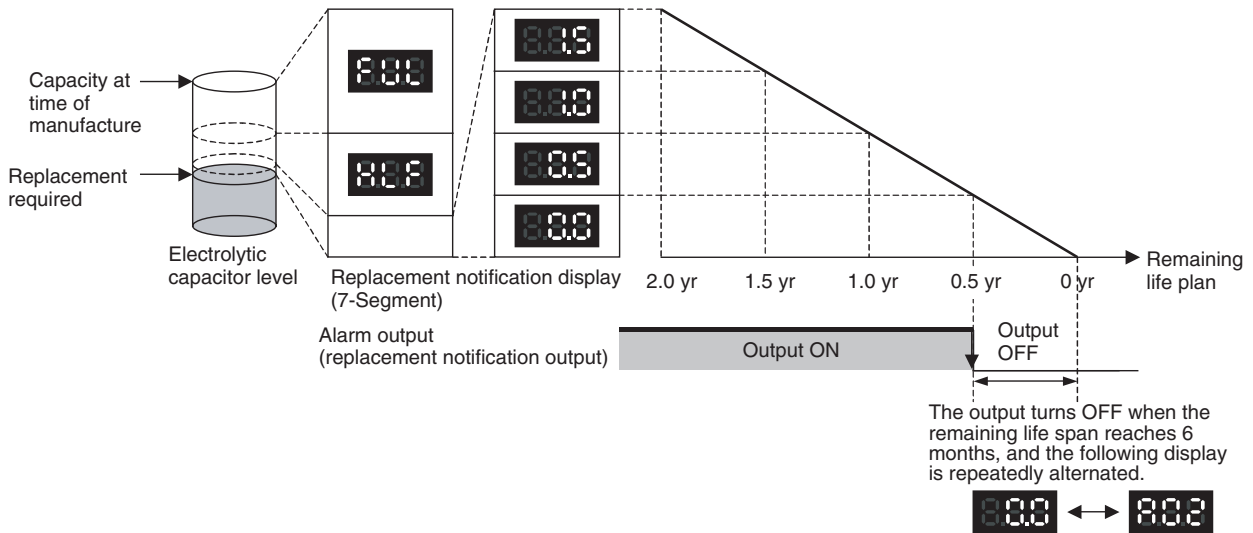 Capacity at
time of
manufacture
Replacement
required
Electrolytic
capacitor level
FUL
HLF
1.5
1.0
0.5
0.0
Replacement notification display
(7-Segment)
2.0 yr
1.5 yr
1.0 yr
0.5 yr
0 yr
Remaining
life plan
Alarm output
(replacement notification output)
Output ON
Output
OFF
The output turns OFF when the
remaining life span reaches 6
months, and the following display
is repeatedly alternated.
0.0
A02